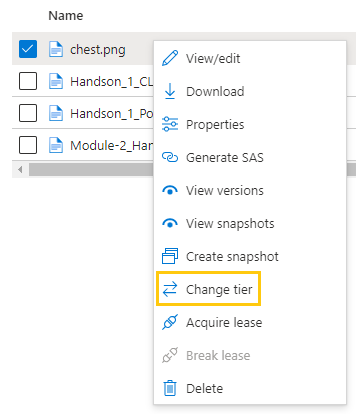 Name
chest.png
Handson_1_CL
Handson_1_Po
Module-2_Han
View/edit
Download
Properties
Generate SAS
View versions
View snapshots
Create snapshot
Change tier
Acquire lease
Break lease
Delete